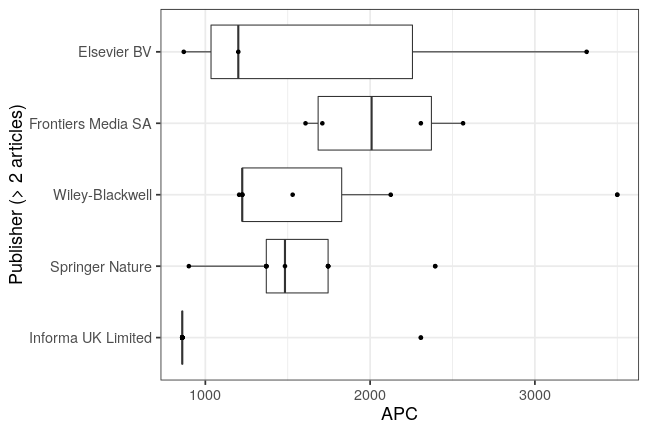 Publisher (> 2 articles)
Elsevier BV
Frontiers Media SA
Wiley-Blackwell
Springer Nature
Informa UK Limited
1000 2000 3000
APC